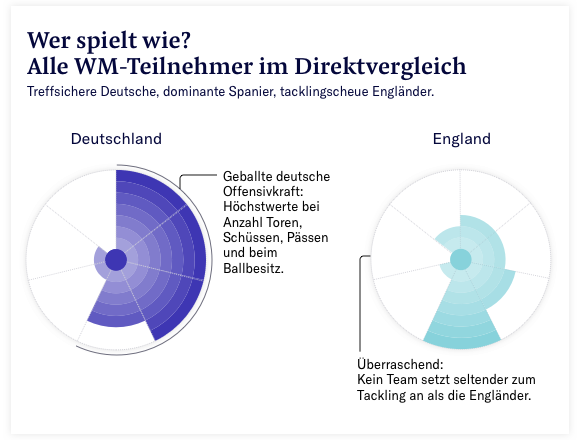 Wer spielt wie?
Alle WM-Teilnehmer im Direktvergleich
Treffsichere Deutsche, dominante Spanier, tacklingscheue Engländer.
Deutschland
Geballte deutsche
Offensivkraft:
Höchstwerte bei
Anzahl Toren,
Schüssen, Pässen
und beim
Ballbesitz.
England
Überraschend:
Kein Team setzt seltender zum
Tackling an als die Engländer.